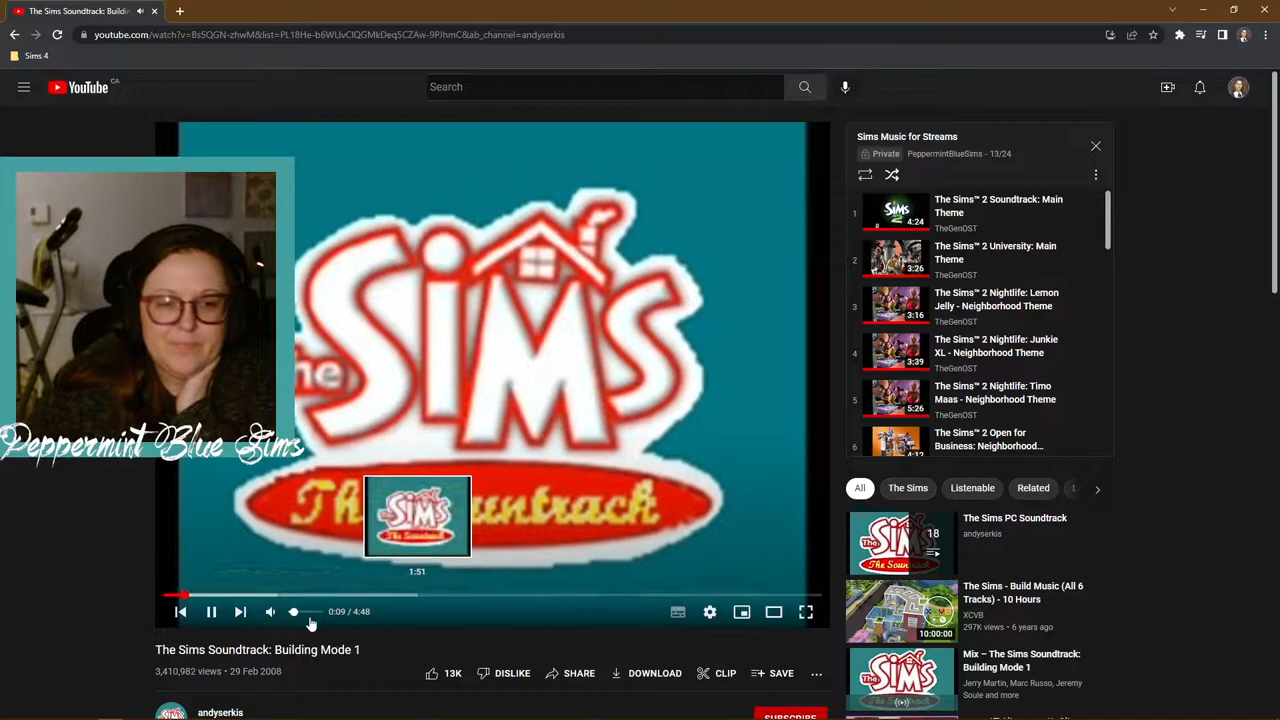 The Sims Soundtrack: Buildin
youtube.com/watch?v=Bs5QGN-zhwM&list=PL18He-b6WLlvClQGMkDeq5CZAw-9PJhmC&ab_channel=andyserkis
Sims 4
YouTube CA
Search
The Sims
The Soundtrack
The Sims
The Soundtrack
1:51
0:09 / 4:48
Peppermint Blue Sims
The Sims Soundtrack: Building Mode 1
3,410,982 views • 29 Feb 2008
13K
DISLIKE
SHARE
DOWNLOAD
CLIP
SAVE
andyserkis
SUBSCRIBE
Sims Music for Streams
Private
PeppermintBlueSims - 13/24
1
4:24
The Sims™ 2 Soundtrack: Main
Theme
TheGenOST
2
3:26
The Sims™ 2 University: Main
Theme
TheGenOST
3
3:16
The Sims™ 2 Nightlife: Lemon
Jelly - Neighborhood Theme
TheGenOST
4
3:39
The Sims™ 2 Nightlife: Junkie
XL - Neighborhood Theme
TheGenOST
5
5:26
The Sims™ 2 Nightlife: Timo
Maas - Neighborhood Theme
TheGenOST
6
4:12
The Sims™ 2 Open for
Business: Neighborhood...
All
The Sims
Listenable
Related
18
The Sims PC Soundtrack
andyserkis
The Sims - Build Music (All 6
Tracks) - 10 Hours
XCVB
297K views • 6 years ago
10:00:00
Mix – The Sims Soundtrack:
Building Mode 1
Jerry Martin, Marc Russo, Jeremy
Soule and more